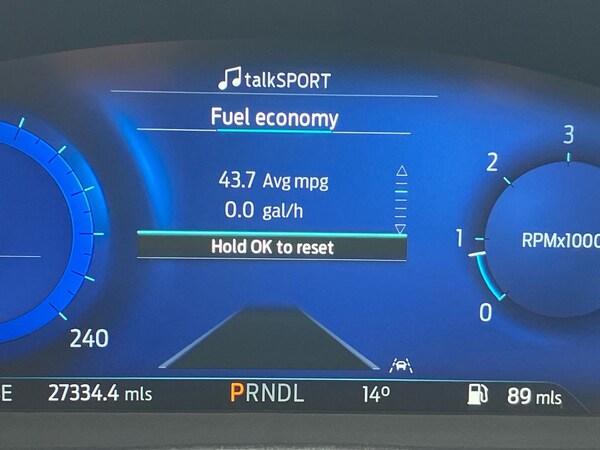 talkSPORT
Fuel economy
43.7 Avg mpg
0.0 gal/h
Hold OK to reset
3
2
1
0
RPMx1000
240
E 27334.4 mls PRNDL 14° 89 mls